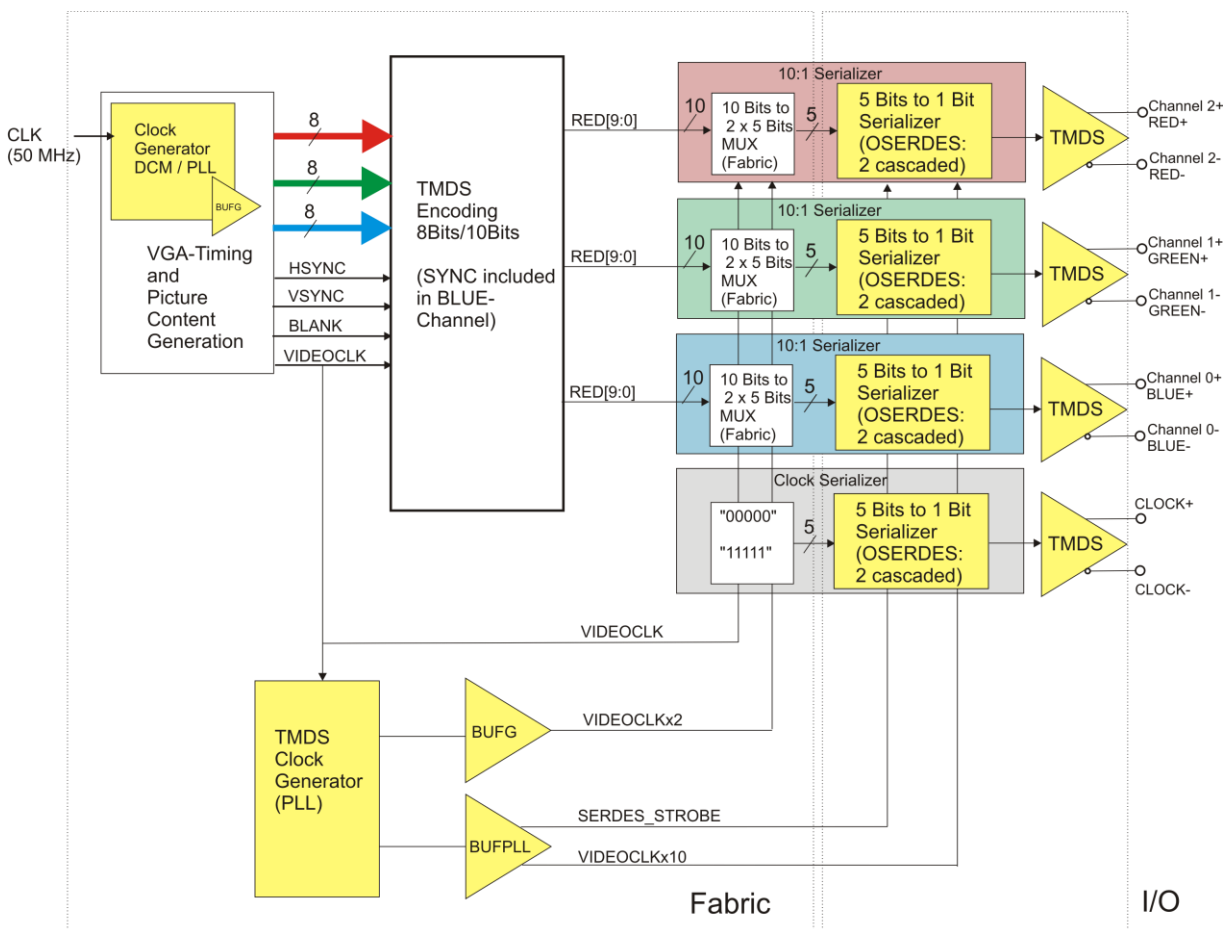 CLK
(50 MHz)
Clock
Generator
DCM / PLL
BUFG
VGA-Timing
and
Picture
Content
Generation
8
8
8
HSYNC
VSYNC
BLANK
VIDEOCLK
TMDS
Encoding
8Bits/10Bits
(SYNC included
in BLUE-
Channel)
RED[9:0]
RED[9:0]
RED[9:0]
10:1 Serializer
10
10 Bits to
2 x 5 Bits
MUX
(Fabric)
5
5 Bits to 1 Bit
Serializer
(OSERDES:
2 cascaded)
TMDS
Channel 2+
RED+
Channel 2-
RED-
10:1 Serializer
10
10 Bits to
2 x 5 Bits
MUX
(Fabric)
5
5 Bits to 1 Bit
Serializer
(OSERDES:
2 cascaded)
TMDS
Channel 1+
GREEN+
Channel 1-
GREEN-
10:1 Serializer
10
10 Bits to
2 x 5 Bits
MUX
(Fabric)
5
5 Bits to 1 Bit
Serializer
(OSERDES:
2 cascaded)
TMDS
Channel 0+
BLUE+
Channel 0-
BLUE-
Clock Serializer
"00000"
"11111"
5
5 Bits to 1 Bit
Serializer
(OSERDES:
2 cascaded)
TMDS
CLOCK+
CLOCK-
VIDEOCLK
TMDS
Clock
Generator
(PLL)
BUFG
VIDEOCLKx2
BUFPLL
SERDES_STROBE
VIDEOCLKx10
Fabric
I/O